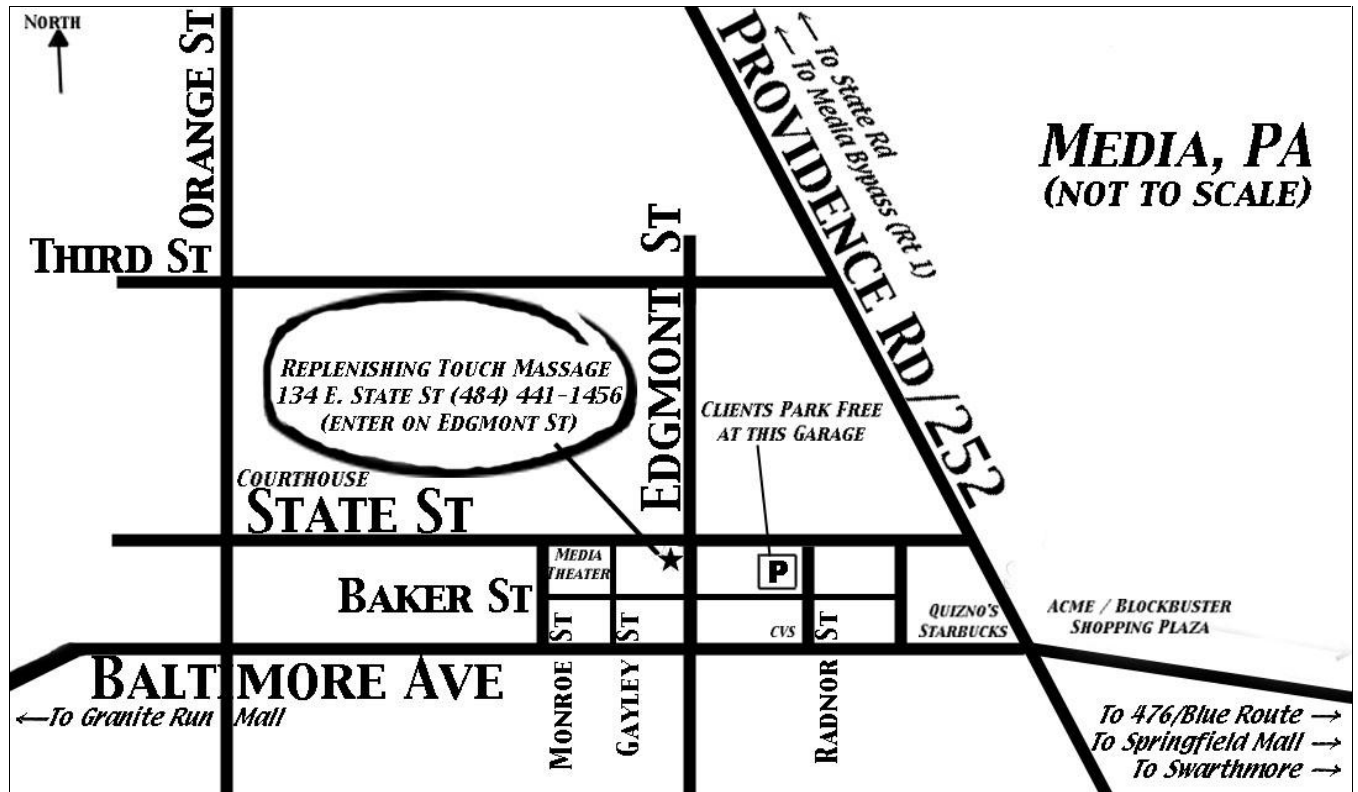 NORTH
ORANGE ST
PROVIDENCE RD/252
← To State Rd
← To Media Bypass (Rt 1)
MEDIA, PA
(NOT TO SCALE)
THIRD ST
EDGMONT ST
REPLENISHING TOUCH MASSAGE
134 E. STATE ST (484) 441-1456
(ENTER ON EDGMONT ST)
CLIENTS PARK FREE
AT THIS GARAGE
COURTHOUSE
STATE ST
MEDIA
THEATER
P
BAKER ST
QUIZNO'S
STARBUCKS
ACME / BLOCKBUSTER
SHOPPING PLAZA
CVS
MONROE ST
GAYLEY ST
RADNOR ST
BALTIMORE AVE
←To Granite Run Mall
To 476/Blue Route →
To Springfield Mall →
To Swarthmore →